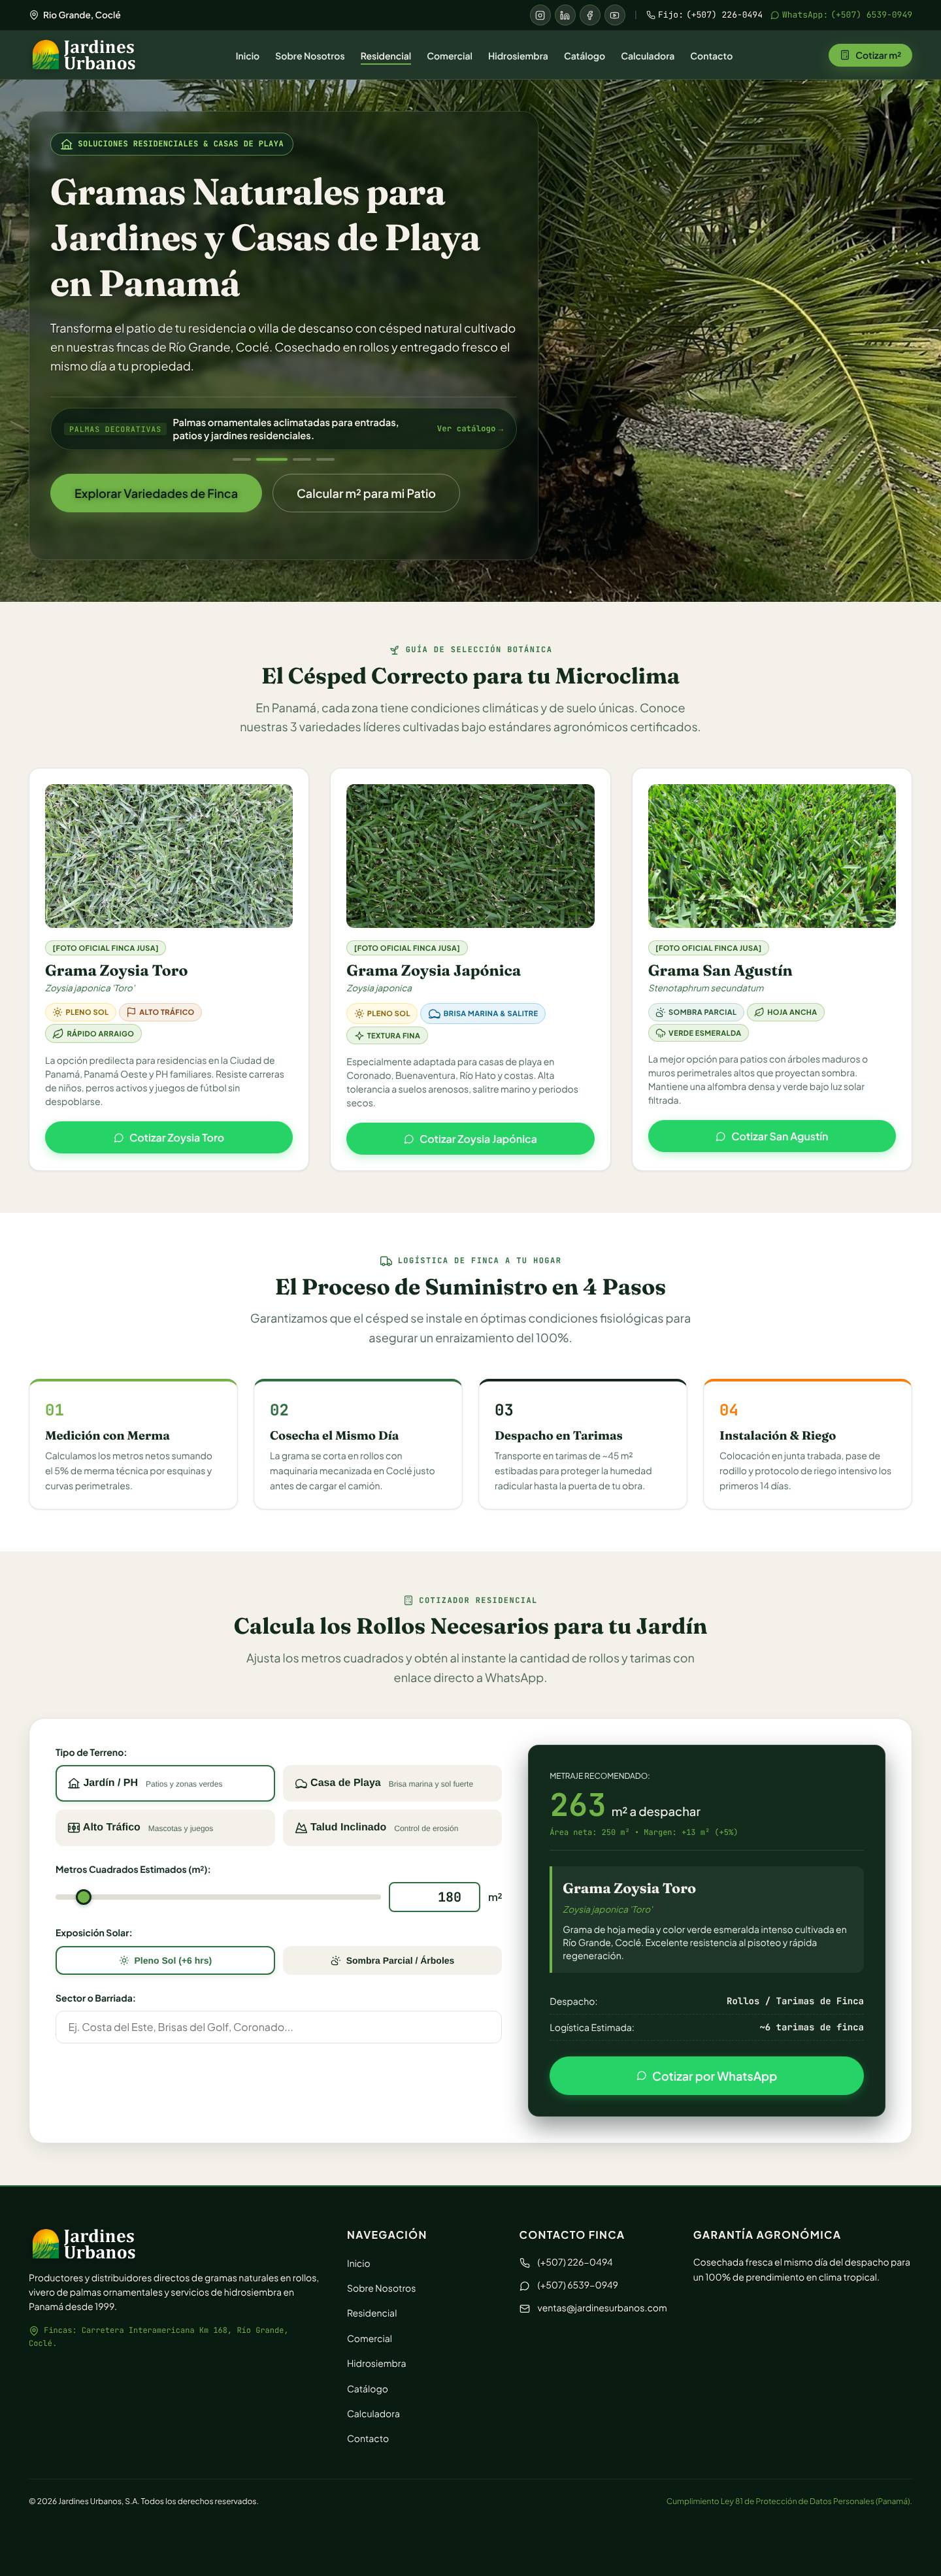 Rio Grande, Coclé
Fijo: (+507) 226-0494
WhatsApp: (+507) 6539-0949
Jardines
Urbanos
Inicio
Sobre Nosotros
Residencial
Comercial
Hidrosiembra
Catálogo
Calculadora
Contacto
Cotizar m²
SOLUCIONES RESIDENCIALES & CASAS DE PLAYA
Gramas Naturales para
Jardines y Casas de Playa
en Panamá
Transforma el patio de tu residencia o villa de descanso con césped natural cultivado
en nuestras fincas de Río Grande, Coclé. Cosechado en rollos y entregado fresco el
mismo día a tu propiedad.
PALMAS DECORATIVAS
Palmas ornamentales aclimatadas para entradas,
patios y jardines residenciales.
Ver catálogo →
Explorar Variedades de Finca
Calcular m² para mi Patio
GUÍA DE SELECCIÓN BOTÁNICA
El Césped Correcto para tu Microclima
En Panamá, cada zona tiene condiciones climáticas y de suelo únicas. Conoce
nuestras 3 variedades líderes cultivadas bajo estándares agronómicos certificados.
[FOTO OFICIAL FINCA JUSA]
Grama Zoysia Toro
Zoysia japonica 'Toro'
PLENO SOL
ALTO TRÁFICO
RÁPIDO ARRAIGO
La opción predilecta para residencias en la Ciudad de
Panamá, Panamá Oeste y PH familiares. Resiste carreras
de niños, perros activos y juegos de fútbol sin
despoblarse.
Cotizar Zoysia Toro
[FOTO OFICIAL FINCA JUSA]
Grama Zoysia Japónica
Zoysia japonica
PLENO SOL
BRISA MARINA & SALITRE
TEXTURA FINA
Especialmente adaptada para casas de playa en
Coronado, Buenaventura, Río Hato y costas. Alta
tolerancia a suelos arenosos, salitre marino y periodos
secos.
Cotizar Zoysia Japónica
[FOTO OFICIAL FINCA JUSA]
Grama San Agustín
Stenotaphrum secundatum
SOMBRA PARCIAL
HOJA ANCHA
VERDE ESMERALDA
La mejor opción para patios con árboles maduros o
muros perimetrales altos que proyectan sombra.
Mantiene una alfombra densa y verde bajo luz solar
filtrada.
Cotizar San Agustín
LOGÍSTICA DE FINCA A TU HOGAR
El Proceso de Suministro en 4 Pasos
Garantizamos que el césped se instale en óptimas condiciones fisiológicas para
asegurar un enraizamiento del 100%.
01
Medición con Merma
Calculamos los metros netos sumando
el 5% de merma técnica por esquinas y
curvas perimetrales.
02
Cosecha el Mismo Día
La grama se corta en rollos con
maquinaria mecanizada en Coclé justo
antes de cargar el camión.
03
Despacho en Tarimas
Transporte en tarimas de ~45 m²
estibadas para proteger la humedad
radicular hasta la puerta de tu obra.
04
Instalación & Riego
Colocación en junta trabada, pase de
rodillo y protocolo de riego intensivo los
primeros 14 días.
COTIZADOR RESIDENCIAL
Calcula los Rollos Necesarios para tu Jardín
Ajusta los metros cuadrados y obtén al instante la cantidad de rollos y tarimas con
enlace directo a WhatsApp.
Tipo de Terreno:
Jardín / PH Patios y zonas verdes
Casa de Playa Brisa marina y sol fuerte
Alto Tráfico Mascotas y juegos
Talud Inclinado Control de erosión
Metros Cuadrados Estimados (m²):
180 m²
Exposición Solar:
Pleno Sol (+6 hrs)
Sombra Parcial / Árboles
Sector o Barriada:
Ej. Costa del Este, Brisas del Golf, Coronado...
METRAJE RECOMENDADO:
263 m² a despachar
Área neta: 250 m² • Margen: +13 m² (+5%)
Grama Zoysia Toro
Zoysia japonica 'Toro'
Grama de hoja media y color verde esmeralda intenso cultivada en
Río Grande, Coclé. Excelente resistencia al pisoteo y rápida
regeneración.
Despacho: Rollos / Tarimas de Finca
Logística Estimada: ~6 tarimas de finca
Cotizar por WhatsApp
Jardines
Urbanos
Productores y distribuidores directos de gramas naturales en rollos,
vivero de palmas ornamentales y servicios de hidrosiembra en
Panamá desde 1999.
Fincas: Carretera Interamericana Km 168, Río Grande,
Coclé.
NAVEGACIÓN
Inicio
Sobre Nosotros
Residencial
Comercial
Hidrosiembra
Catálogo
Calculadora
Contacto
CONTACTO FINCA
(+507) 226-0494
(+507) 6539-0949
ventas@jardinesurbanos.com
GARANTÍA AGRONÓMICA
Cosechada fresca el mismo día del despacho para
un 100% de prendimiento en clima tropical.
© 2026 Jardines Urbanos, S.A. Todos los derechos reservados.
Cumplimiento Ley 81 de Protección de Datos Personales (Panamá).